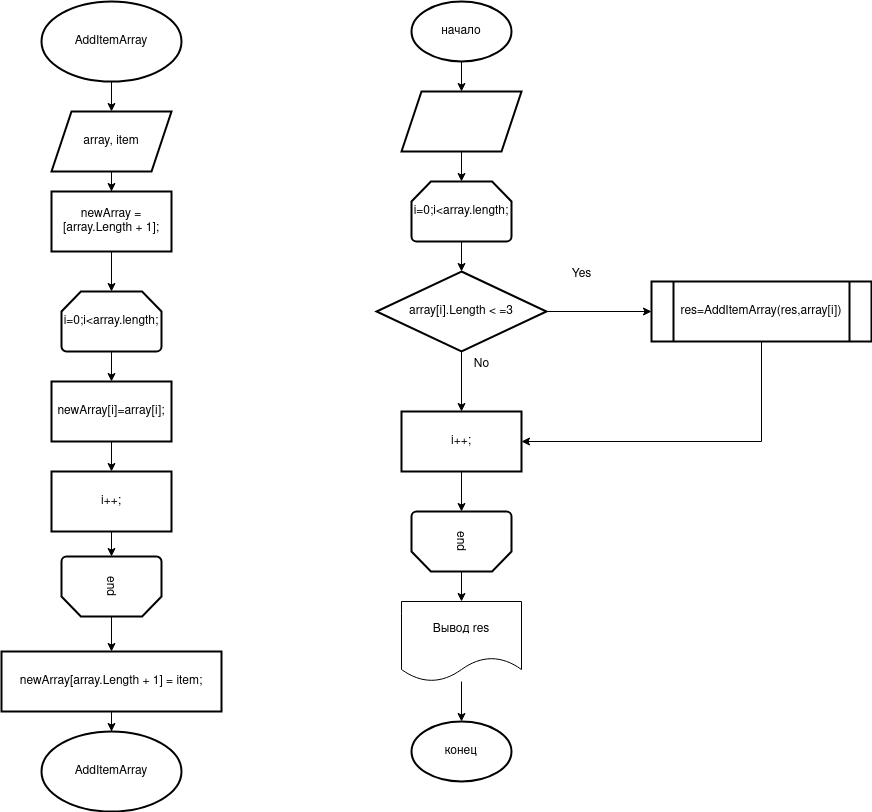 AddItemArray
array, item
newArray =
[array.Length + 1];
i=0;i<array.length;
newArray[i]=array[i];
i++;
end
newArray[array.Length + 1] = item;
AddItemArray
начало
i=0;i<array.length;
array[i].Length < =3
Yes
res=AddItemArray(res,array[i])
No
i++;
end
Вывод res
конец